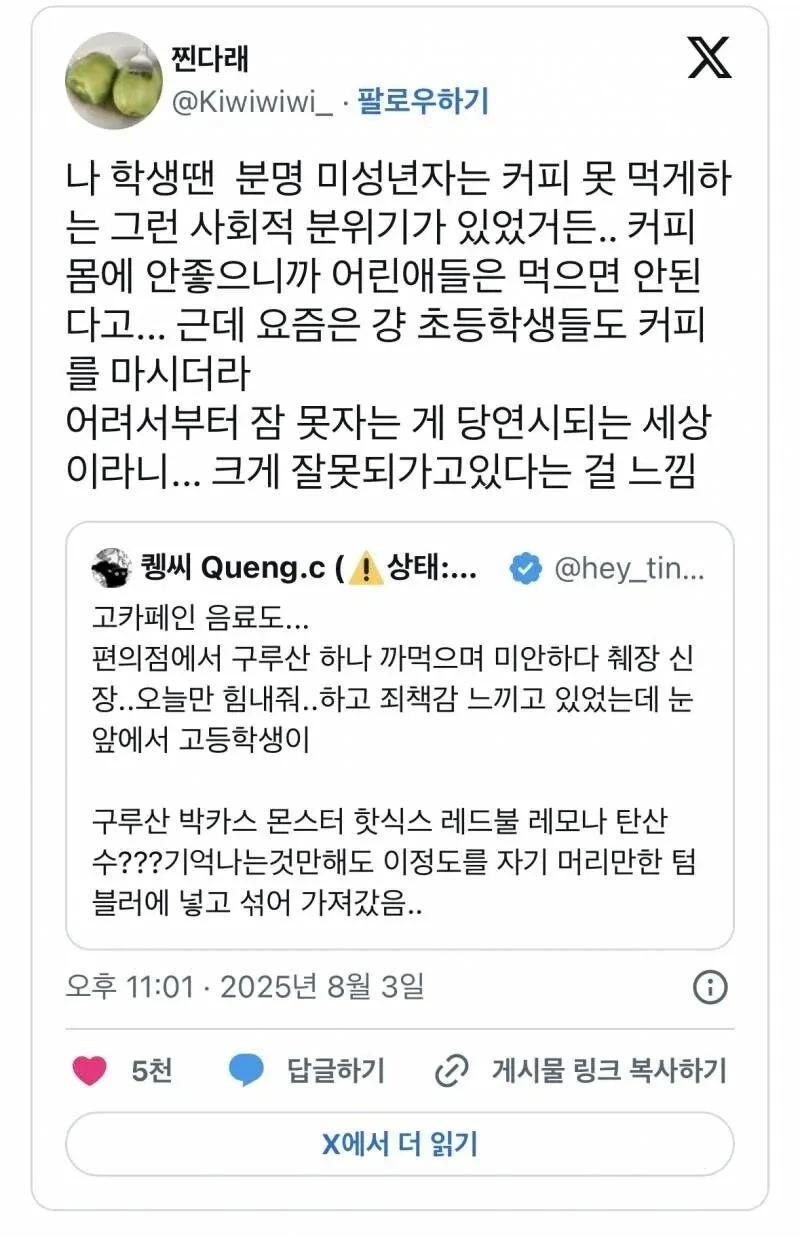 찐다래
@Kiwiwiwi_ · 팔로우하기
나 학생땐 분명 미성년자는 커피 못 먹게하
는 그런 사회적 분위기가 있었거든.. 커피
몸에 안좋으니까 어린애들은 먹으면 안된
다고... 근데 요즘은 걍 초등학생들도 커피
를 마시더라
어려서부터 잠 못자는 게 당연시되는 세상
이라니... 크게 잘못되가고있다는 걸 느낌
퀭씨 Queng.c (⚠️상태:... @hey_tin...
고카페인 음료도...
편의점에서 구루산 하나 까먹으며 미안하다 췌장 신
장..오늘만 힘내줘..하고 죄책감 느끼고 있었는데 눈
앞에서 고등학생이
구루산 박카스 몬스터 핫식스 레드불 레모나 탄산
수???기억나는것만해도 이정도를 자기 머리만한 텀
블러에 넣고 섞어 가져갔음..
오후 11:01 · 2025년 8월 3일
5천 답글하기 게시물 링크 복사하기
X에서 더 읽기